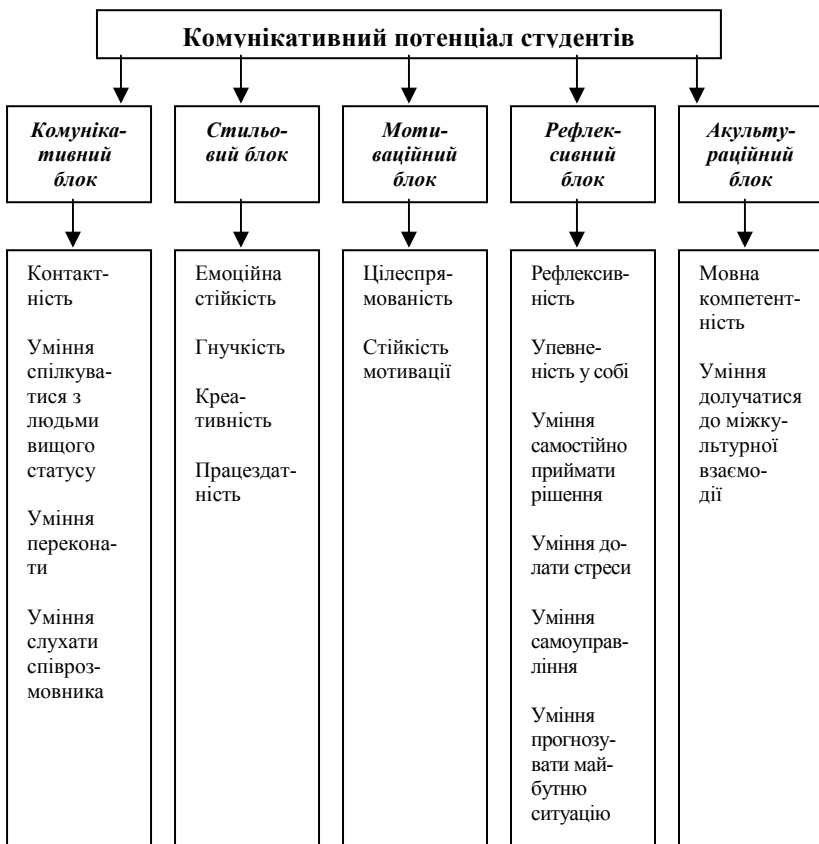 Комунікативний потенціал студентів
Комуніка-
тивний
блок
Стильо-
вий блок
Моти-
ваційний
блок
Рефлек-
сивний
блок
Акульту-
раційний
блок
Контакт-
ність
Уміння
спілкува-
тися з
людьми
вищого
статусу
Уміння
перекона-
ти
Уміння
слухати
співроз-
мовника
Емоційна
стійкість
Гнучкість
Креа-
тивність
Працездат-
ність
Цілеспря-
мованість
Стійкість
мотивації
Рефлексив-
ність
Упевне-
ність у собі
Уміння
самостійно
приймати
рішення
Уміння до-
лати стреси
Уміння
самоуправ-
ління
Уміння
прогнозу-
вати май-
бутню
ситуацію
Мовна
компетент-
ність
Уміння
долучатися
до міжку-
льтурної
взаємо-
дії